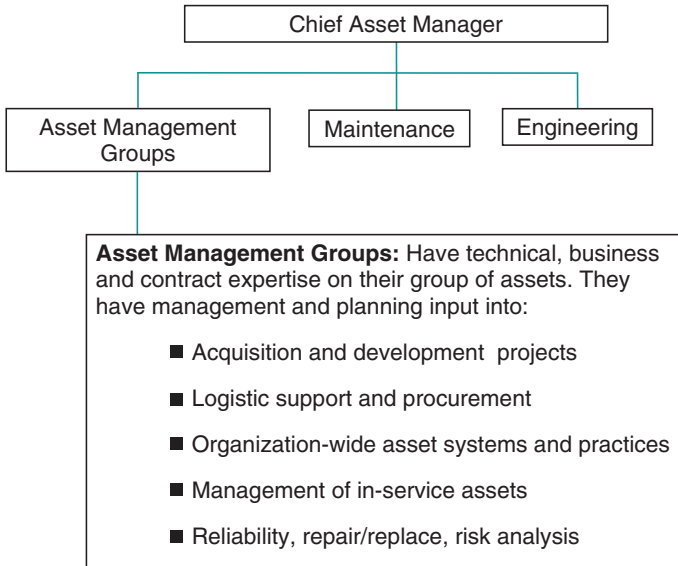 Chief Asset Manager
Asset Management
Groups
Maintenance
Engineering
Asset Management Groups: Have technical, business
and contract expertise on their group of assets. They
have management and planning input into:
■ Acquisition and development projects
■ Logistic support and procurement
■ Organization-wide asset systems and practices
■ Management of in-service assets
■ Reliability, repair/replace, risk analysis